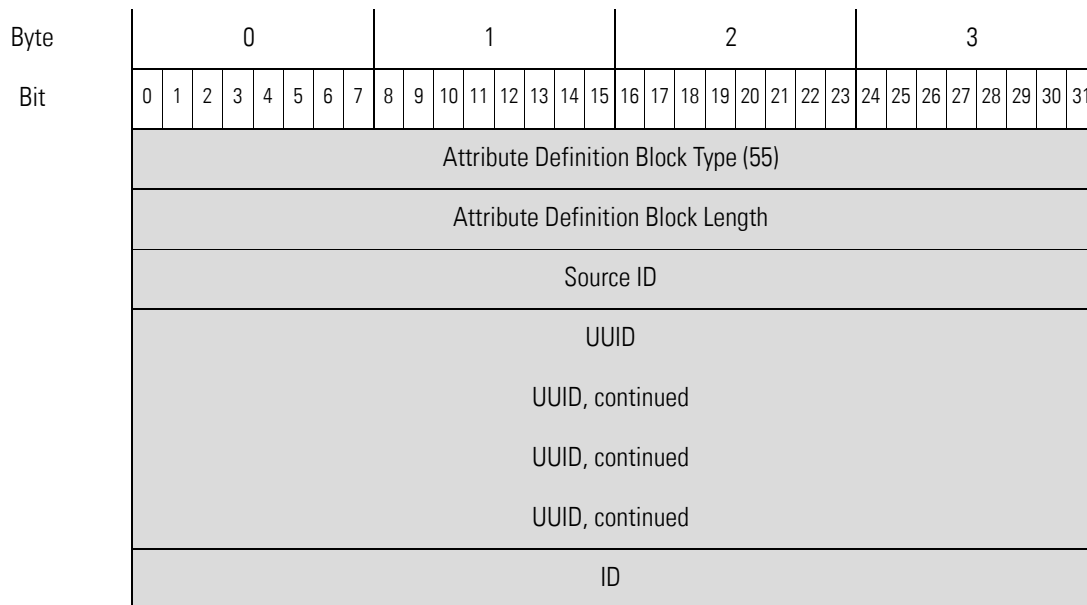 Byte 0 1 2 3
Bit 0 1 2 3 4 5 6 7 8 9 10 11 12 13 14 15 16 17 18 19 20 21 22 23 24 25 26 27 28 29 30 31
Attribute Definition Block Type (55)
Attribute Definition Block Length
Source ID
UUID
UUID, continued
UUID, continued
UUID, continued
ID